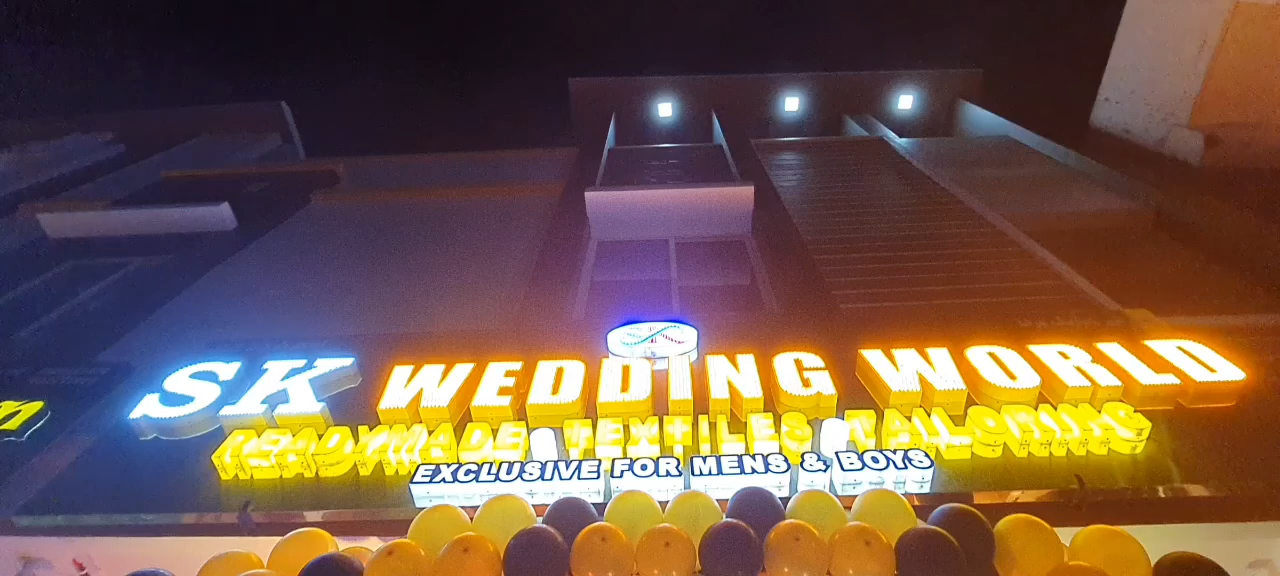 SK WEDDING WORLD
READYMADE TEXTILES TAILORING
EXCLUSIVE FOR MENS & BOYS